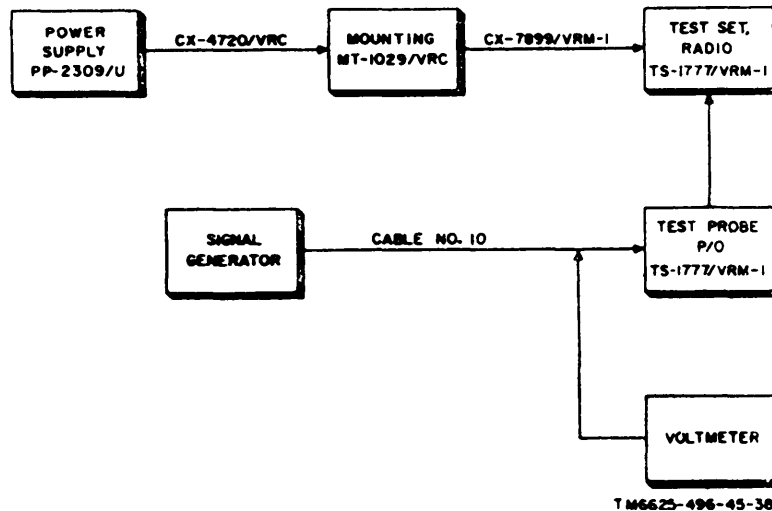 POWER
SUPPLY
PP-2309/U
CX-4720/VRC
MOUNTING
MT-1029/VRC
CX-7899/VRM-1
TEST SET,
RADIO
TS-1777/VRM-1
SIGNAL
GENERATOR
CABLE NO. 10
TEST PROBE
P/O
TS-1777/VRM-1
VOLTMETER
TM6625-496-45-38